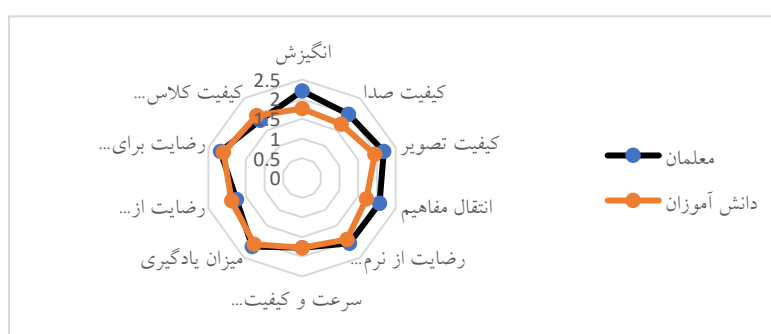 انگیزش
کیفیت صدا
کیفیت تصویر
انتقال مفاهیم
رضایت از نرم...
سرعت و کیفیت...
میزان یادگیری
رضایت از...
رضایت برای...
کیفیت کلاس...
2.5
2
1.5
1
0.5
0
معلمان
دانش آموزان